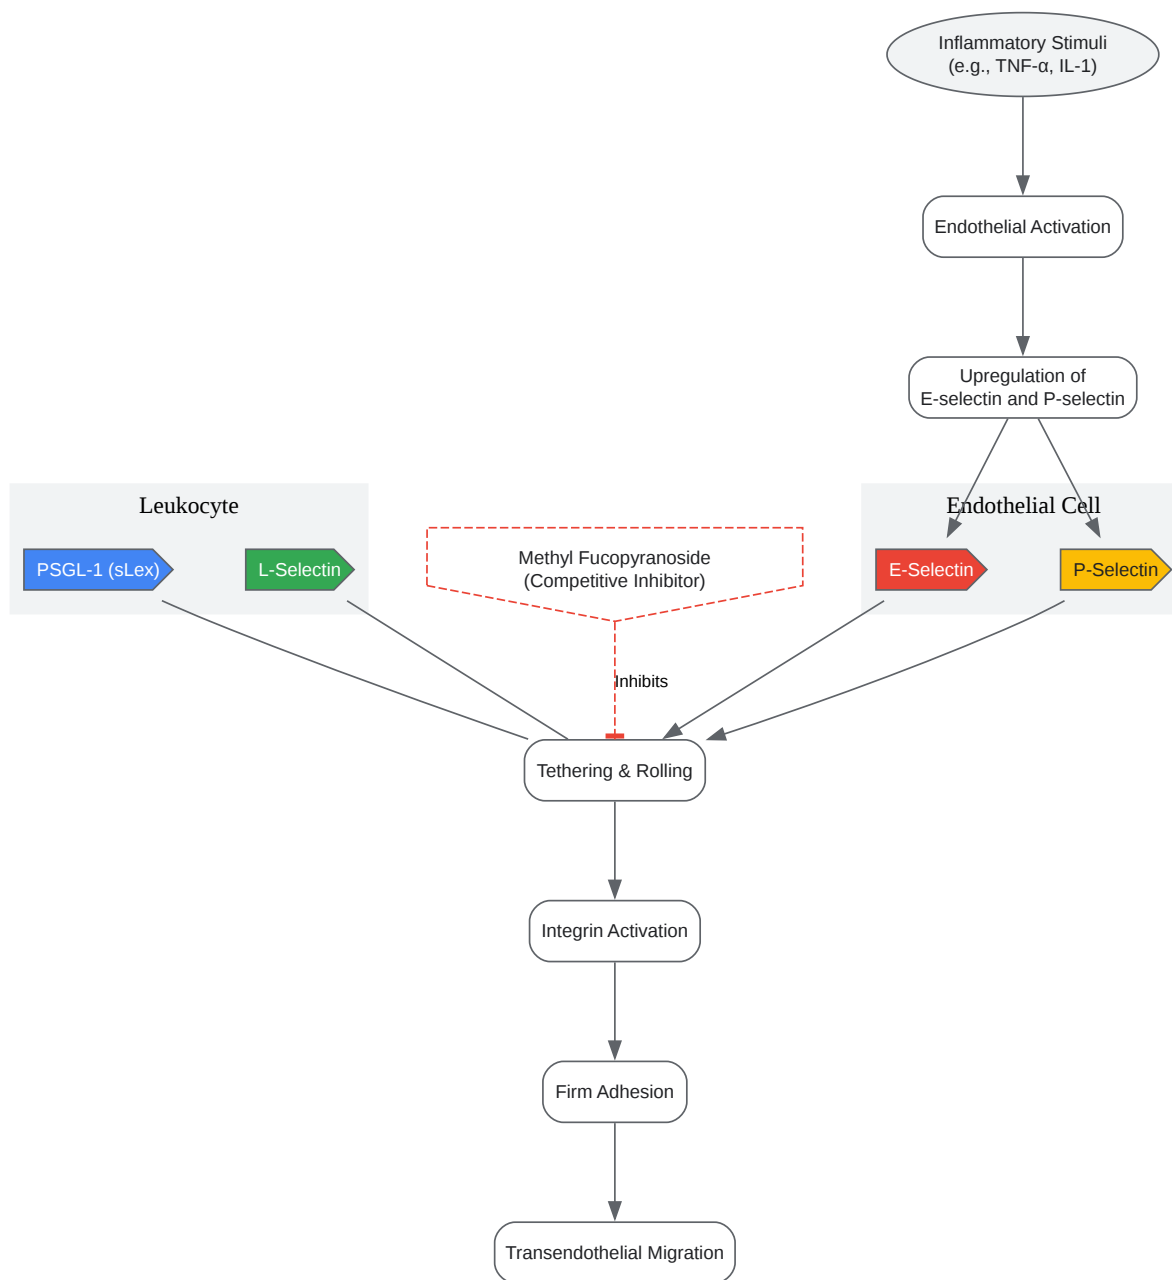 Inflammatory Stimuli
(e.g., TNF-α, IL-1)
Endothelial Activation
Upregulation of
E-selectin and P-selectin
Leukocyte
Endothelial Cell
PSGL-1 (sLex)
L-Selectin
Methyl Fucopyranoside
(Competitive Inhibitor)
E-Selectin
P-Selectin
Inhibits
Tethering & Rolling
Integrin Activation
Firm Adhesion
Transendothelial Migration